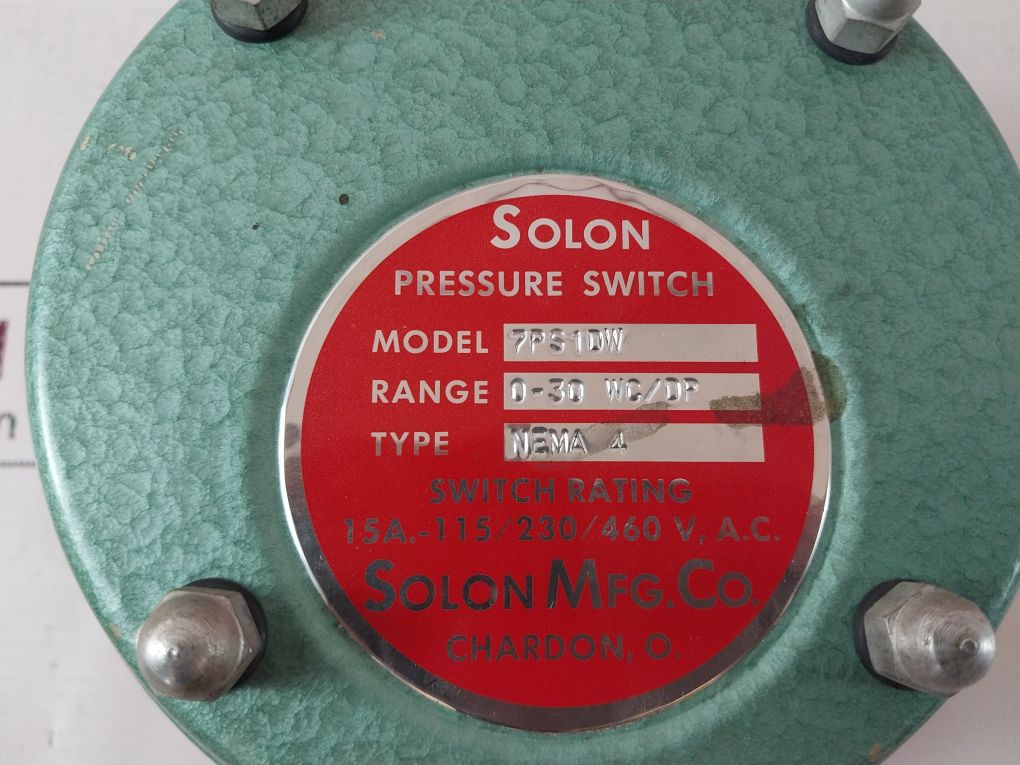 SOLON
PRESSURE SWITCH
MODEL 7PS1DW
RANGE 0-30 WC/DP
TYPE NEMA 4
SWITCH RATING
15A.-115/230/460 V, A.C.
SOLON MFG. CO.
CHARDON, O.